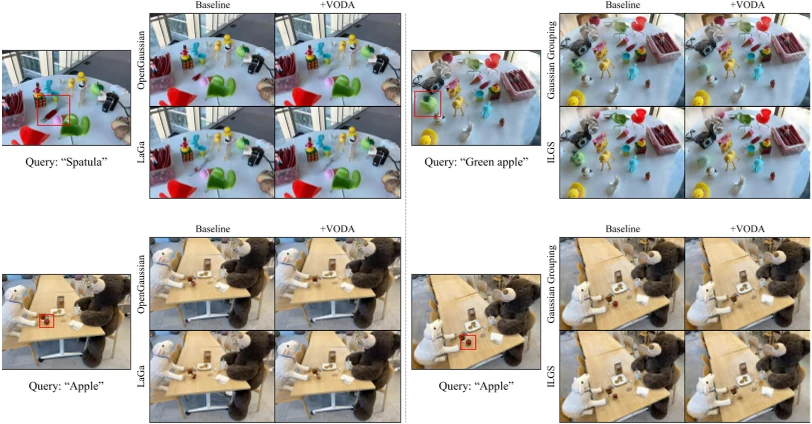 Baseline
+VODA
OpenGaussian
LaGa
Query: “Spatula”
Baseline
+VODA
Gaussian Grouping
ILGS
Query: “Green apple”
Baseline
+VODA
OpenGaussian
LaGa
Query: “Apple”
Baseline
+VODA
Gaussian Grouping
ILGS
Query: “Apple”